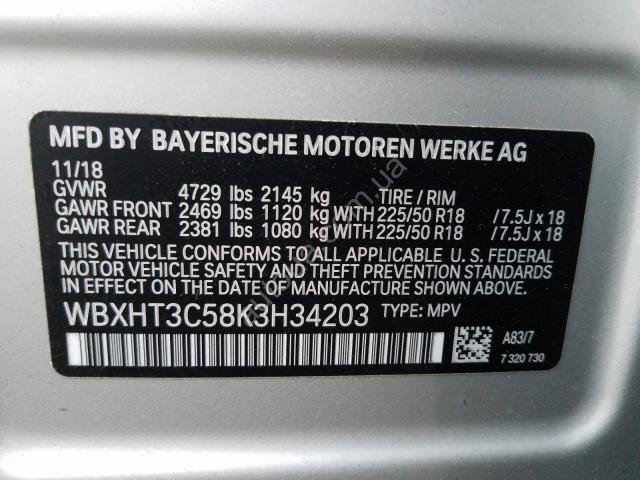 MFD BY BAYERISCHE MOTOREN WERKE AG
11/18
GVWR 4729 lbs 2145 kg TIRE / RIM
GAWR FRONT 2469 lbs 1120 kg WITH 225/50 R18 /7.5J x 18
GAWR REAR 2381 lbs 1080 kg WITH 225/50 R18 /7.5J x 18
THIS VEHICLE CONFORMS TO ALL APPLICABLE U. S. FEDERAL
MOTOR VEHICLE SAFETY AND THEFT PREVENTION STANDARDS
IN EFFECT ON THE DATE OF MANUFACTURE SHOWN ABOVE.
WBXHT3C58K3H34203 TYPE: MPV
A83/7
7 320 730